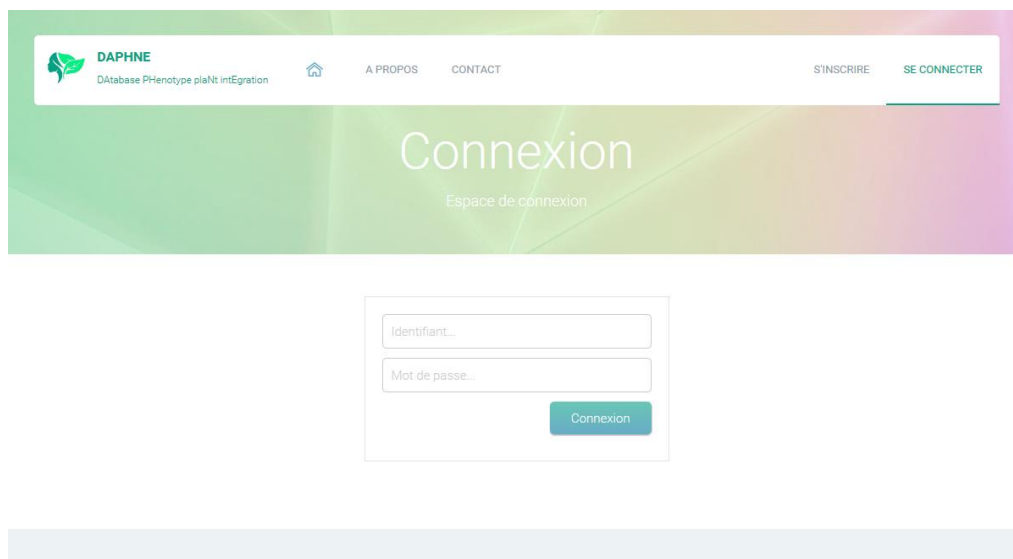 DAPHNE
DAtabase PHenotype plaNt intEgration
A PROPOS
CONTACT
S'INSCRIRE
SE CONNECTER
Connexion
Espace de connexion
Identifiant...
Mot de passe...
Connexion